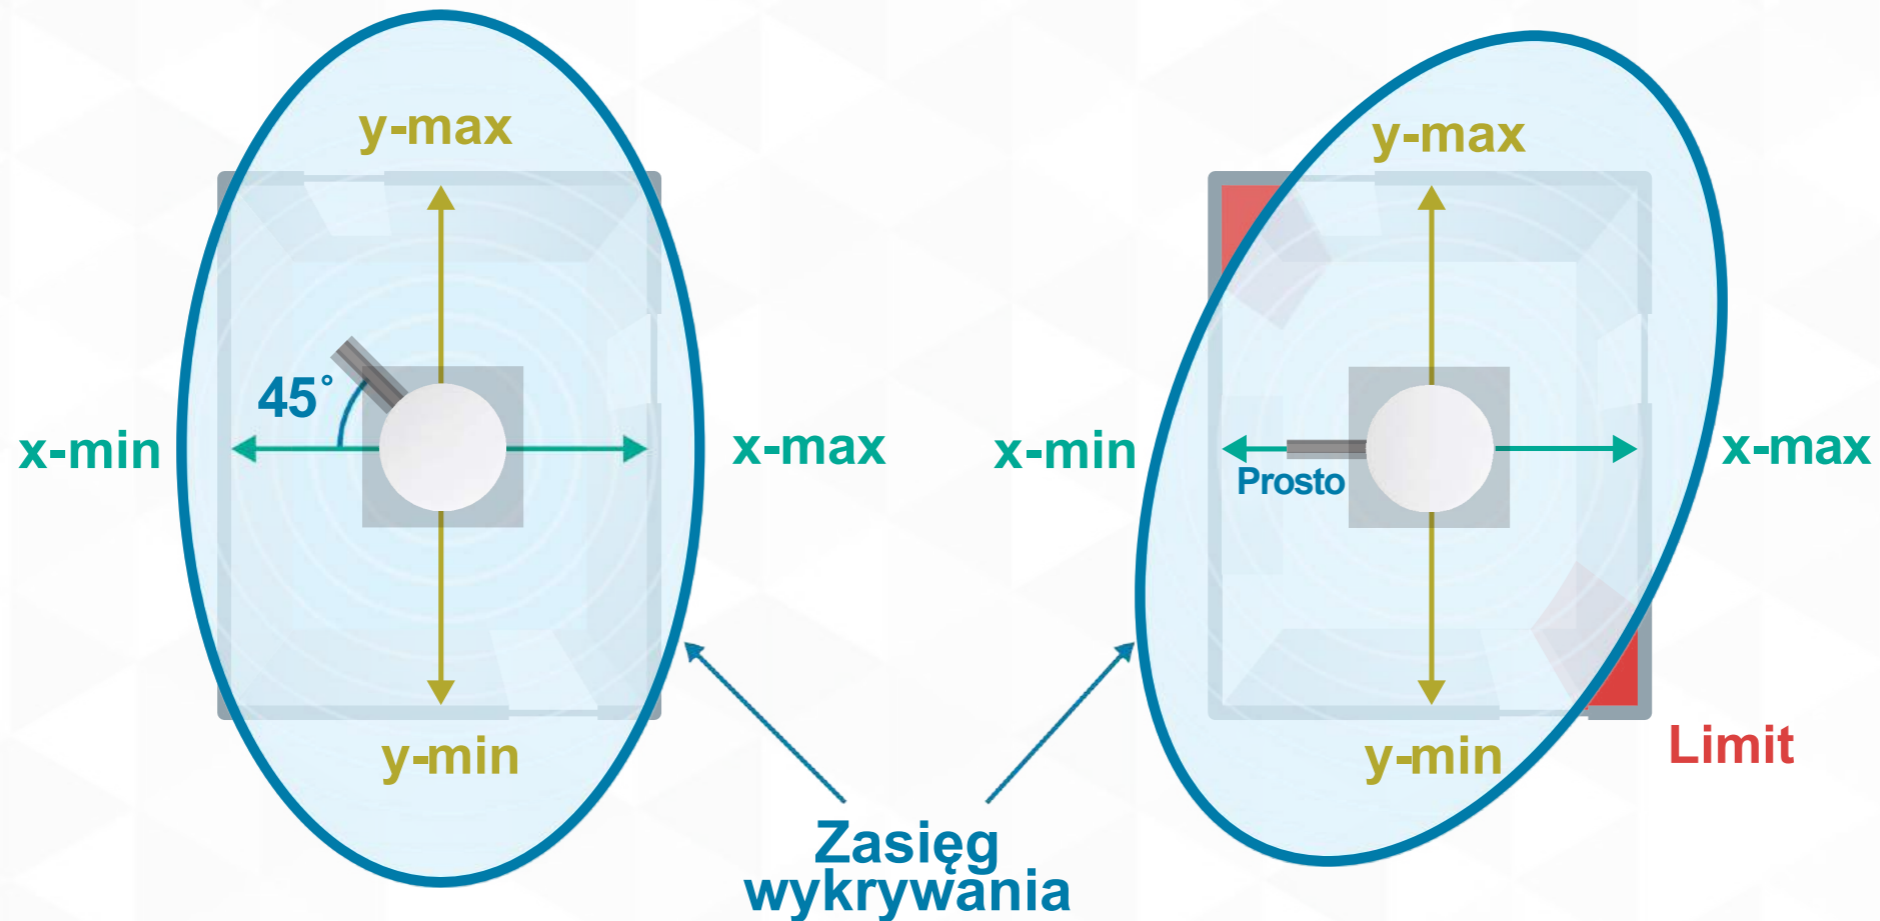 y-max
45°
x-min
x-max
y-min
y-max
x-min
Prosto
x-max
y-min
Limit
Zasięg
wykrywania